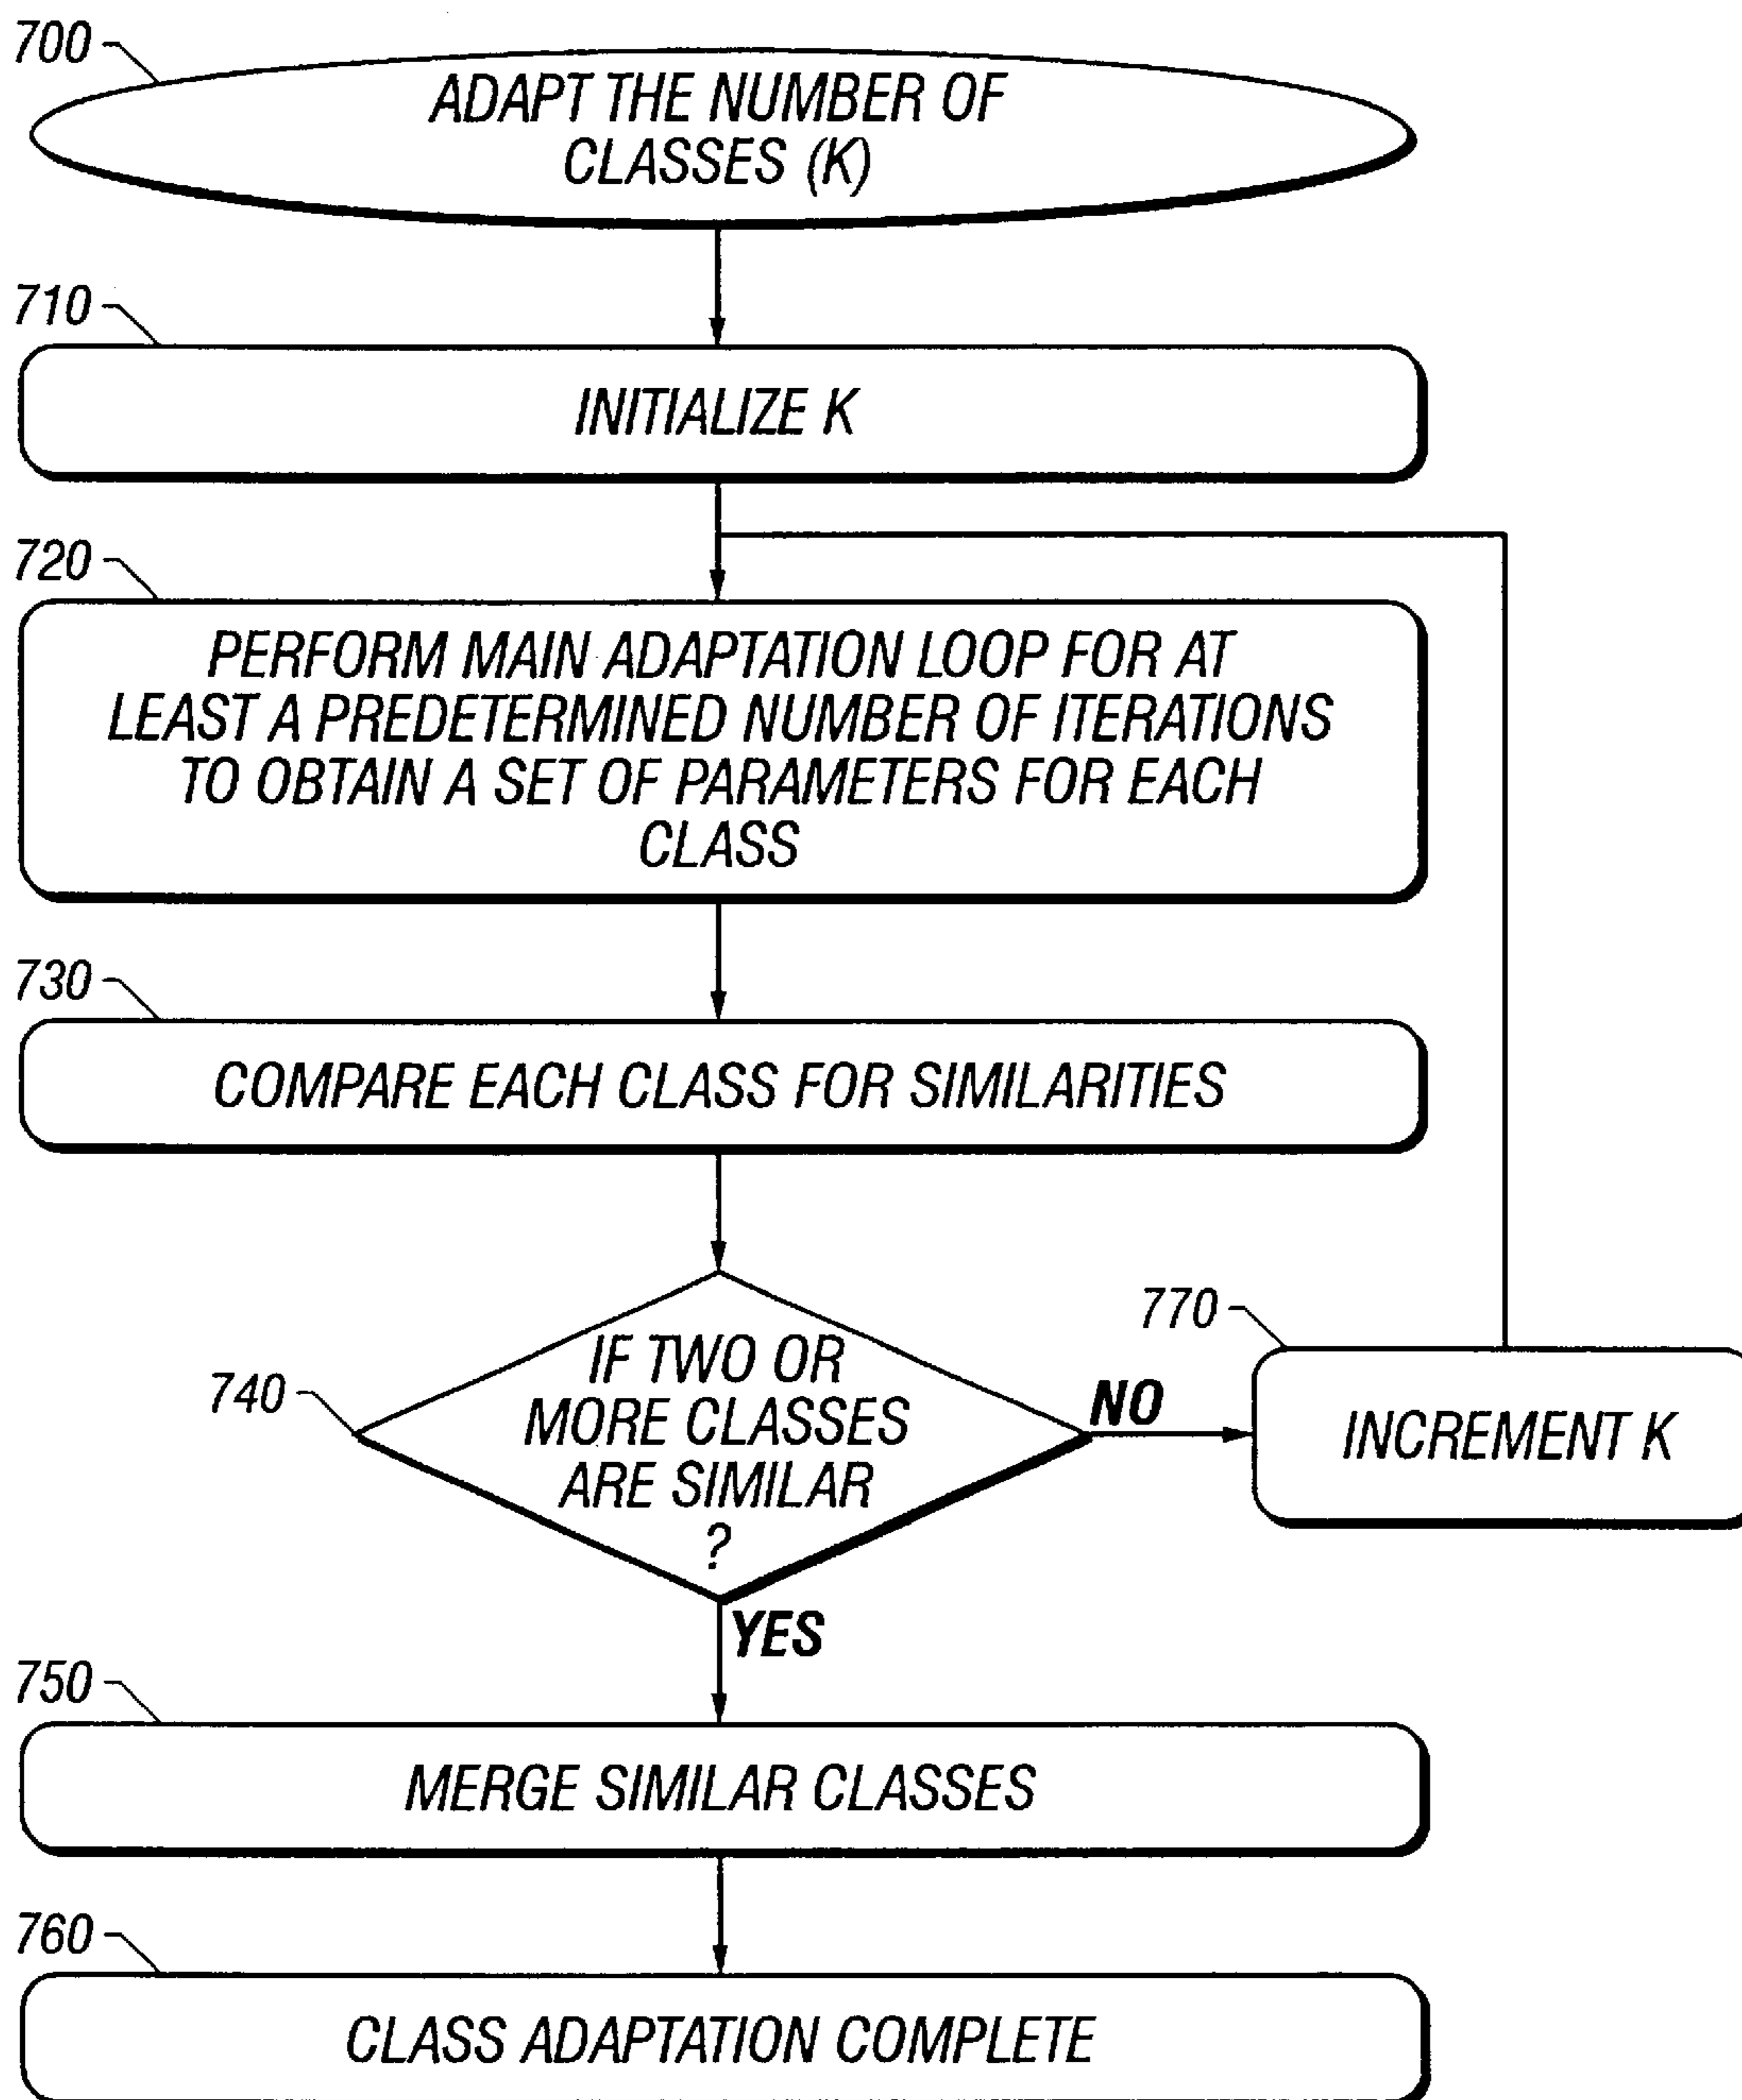 700
ADAPT THE NUMBER OF
CLASSES (K)
710
INITIALIZE K
720
PERFORM MAIN ADAPTATION LOOP FOR AT
LEAST A PREDETERMINED NUMBER OF ITERATIONS
TO OBTAIN A SET OF PARAMETERS FOR EACH
CLASS
730
COMPARE EACH CLASS FOR SIMILARITIES
740
IF TWO OR
MORE CLASSES
ARE SIMILAR
?
NO
770
INCREMENT K
YES
750
MERGE SIMILAR CLASSES
760
CLASS ADAPTATION COMPLETE